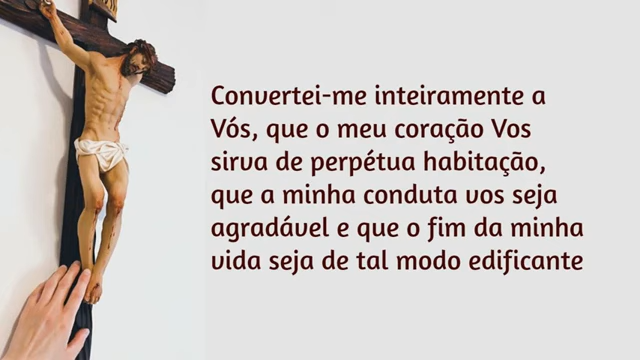 Convertei-me inteiramente a
Vós, que o meu coração Vos
sirva de perpétua habitação,
que a minha conduta vos seja
agradável e que o fim da minha
vida seja de tal modo edificante